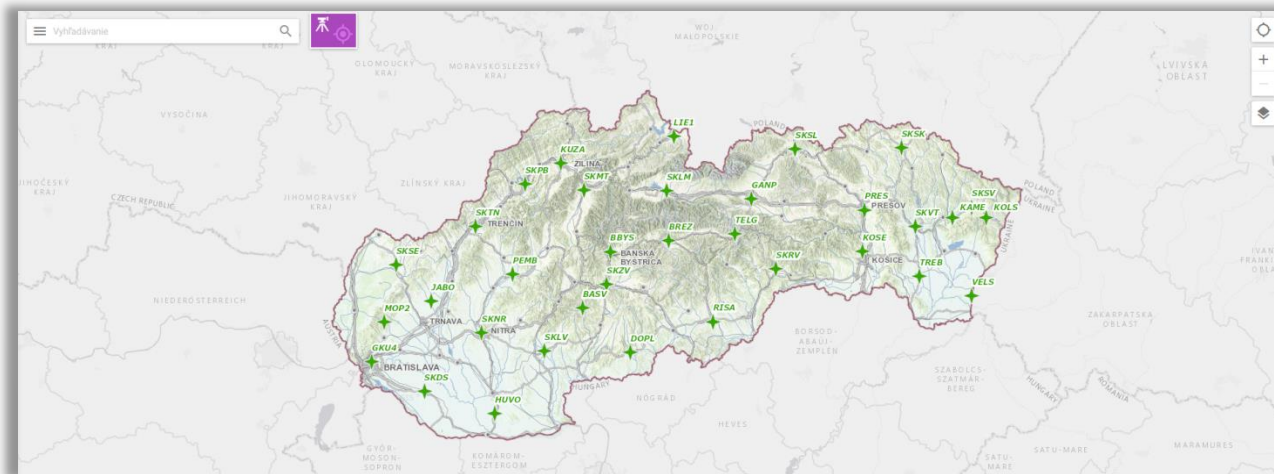 Vyhľadávanie
KRAJ
KRAJ
OLOMOUCKÝ
KRAJ
MORAVSKOSLEZSKÝ
KRAJ
WOJ.
MAŁOPOLSKIE
LVIVSKA
OBLAST
VYSOČINA
POLAND
LIE1
SKSL
SKSK
KUZA
ŽILINA
SKPB
SKMT
SKLM
GANP
JIHOČESKÝ
KRAJ
ZLÍNSKÝ KRAJ
CZECH REPUBLIC
JIHOMORAVSKÝ
KRAJ
PRES
PREŠOV
SKSV
KAME
KOLS
POLAND
UKRAINE
SKTN
TRENČÍN
SKVT
TELG
BREZ
BBYS
BANSKÁ
BYSTRICA
KOSE
KOŠICE
UKRAINE
SKSE
PEMB
SKRV
TREB
SKZV
VELS
JABO
BASV
NIEDERÖSTERREICH
MOP2
TRNAVA
SKNR
NITRA
RISA
ZAKARPATSKA
OBLAST
AUSTRIA
SKLV
DOPL
BORSOD-
ABAÚJ-
ZEMPLÉN
GKU4
BRATISLAVA
SKDS
HUNGARY
NÓGRÁD
SZABOLCS-
SZATMÁR-
BEREG
HUNGARY
ROMANIA
HUVO
HEVES
GYŐR-
MOSON-
SOPRON
KOMÁROM-
ESZTERGOM
SATU-
MARE
SATU-MARE
MARAMUREȘ